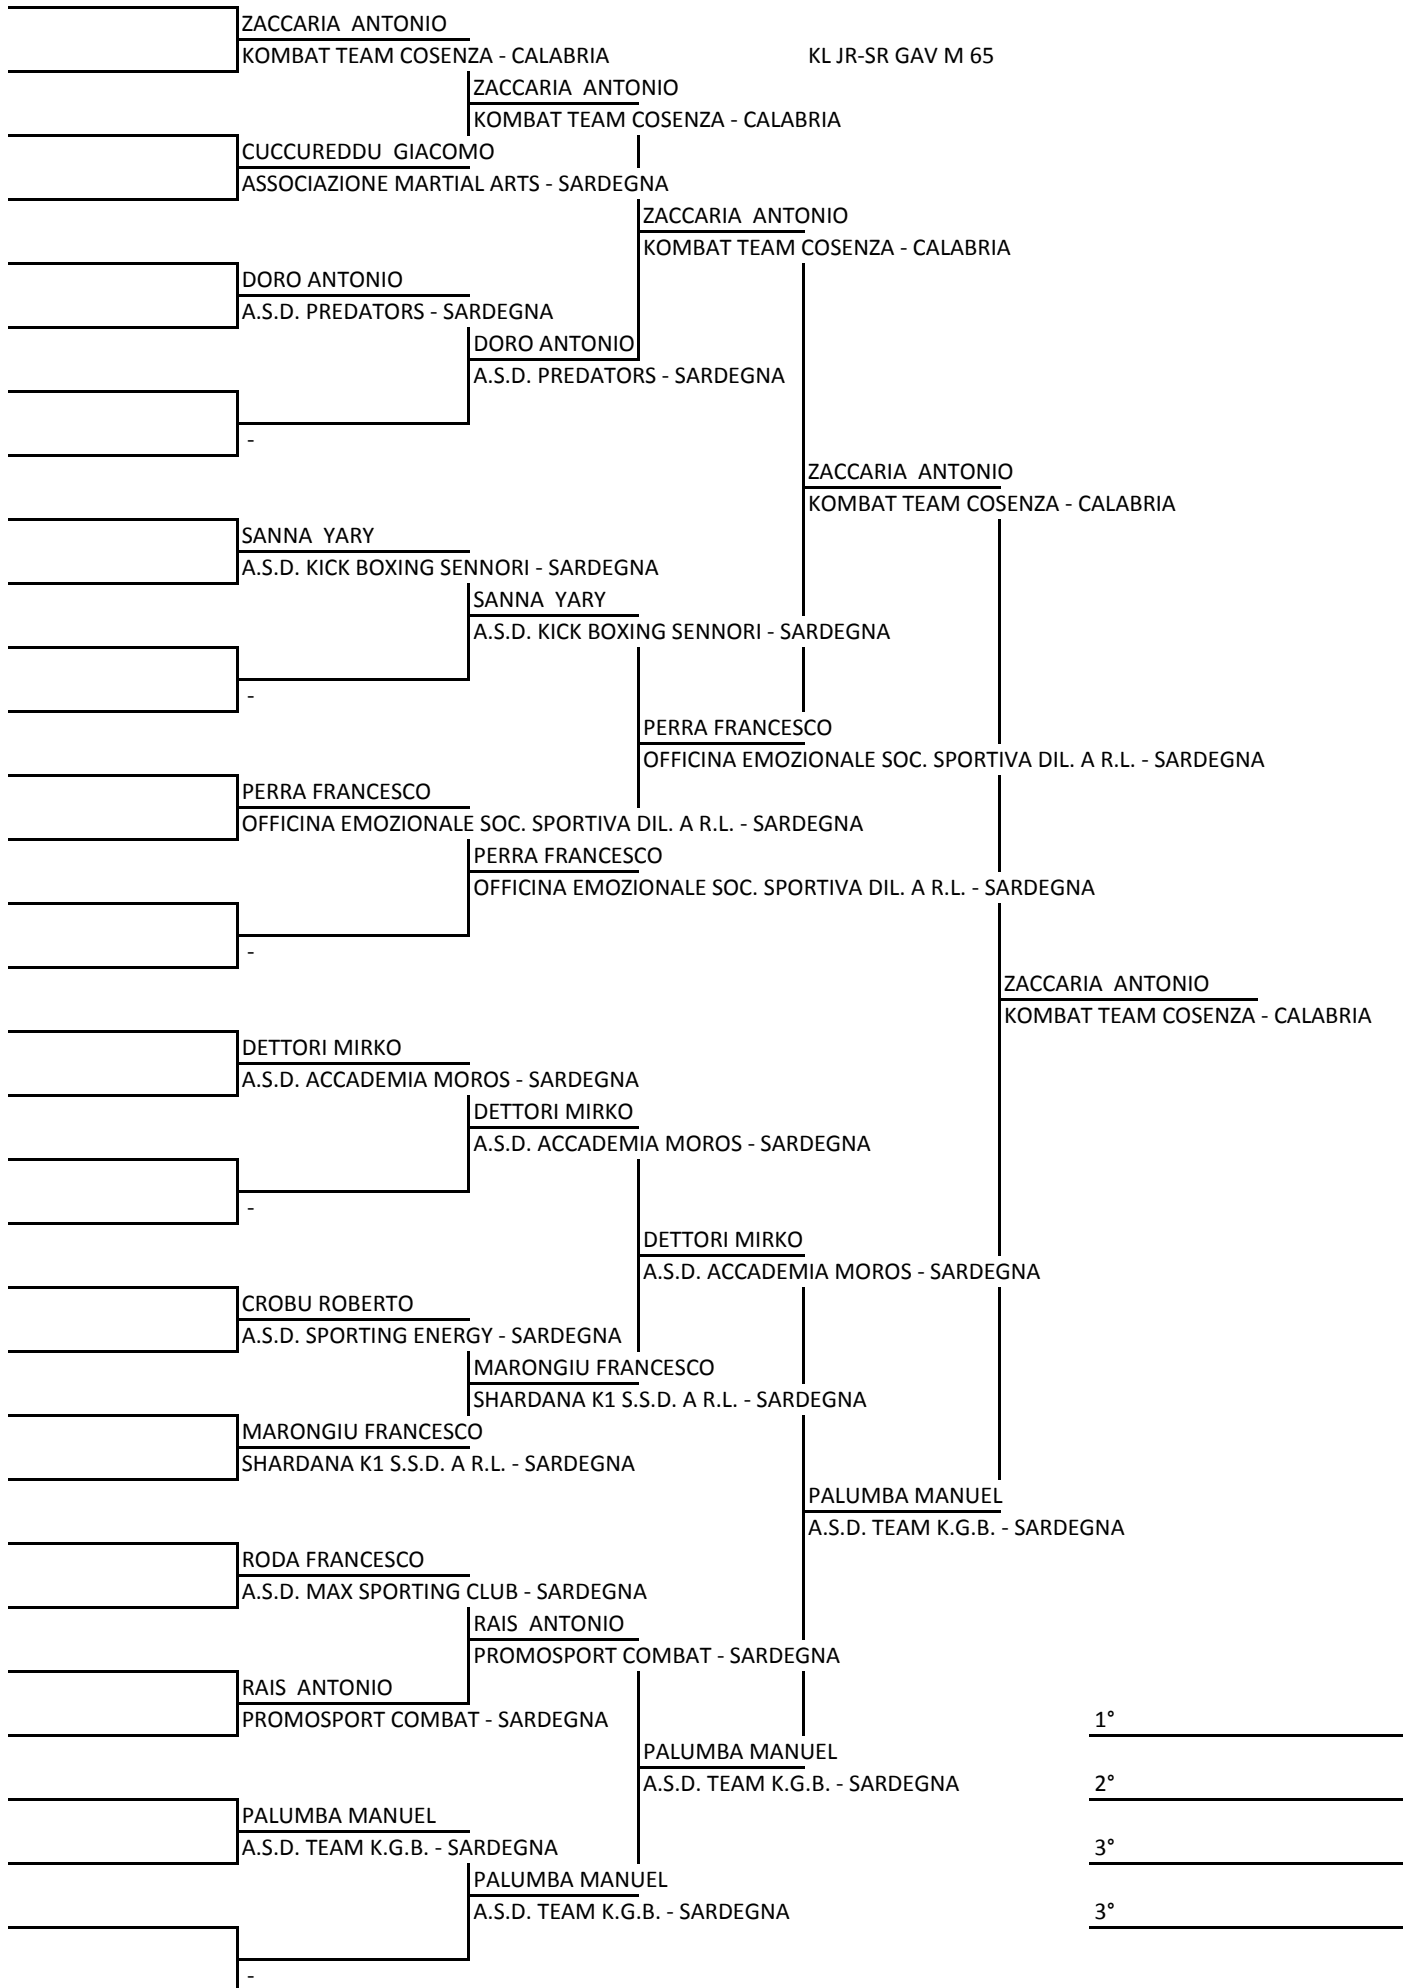 ZACCARIA  ANTONIO
KOMBAT TEAM COSENZA - CALABRIA
KL JR-SR GAV M 65
ZACCARIA  ANTONIO
KOMBAT TEAM COSENZA - CALABRIA
CUCCUREDDU  GIACOMO
ASSOCIAZIONE MARTIAL ARTS - SARDEGNA
ZACCARIA  ANTONIO
KOMBAT TEAM COSENZA - CALABRIA
DORO ANTONIO
A.S.D. PREDATORS - SARDEGNA
DORO ANTONIO
A.S.D. PREDATORS - SARDEGNA
-
ZACCARIA  ANTONIO
KOMBAT TEAM COSENZA - CALABRIA
SANNA  YARY
A.S.D. KICK BOXING SENNORI - SARDEGNA
SANNA  YARY
A.S.D. KICK BOXING SENNORI - SARDEGNA
-
PERRA FRANCESCO
OFFICINA EMOZIONALE SOC. SPORTIVA DIL. A R.L. - SARDEGNA
PERRA FRANCESCO
OFFICINA EMOZIONALE SOC. SPORTIVA DIL. A R.L. - SARDEGNA
PERRA FRANCESCO
OFFICINA EMOZIONALE SOC. SPORTIVA DIL. A R.L. - SARDEGNA
-
ZACCARIA  ANTONIO
KOMBAT TEAM COSENZA - CALABRIA
DETTORI MIRKO
A.S.D. ACCADEMIA MOROS - SARDEGNA
DETTORI MIRKO
A.S.D. ACCADEMIA MOROS - SARDEGNA
-
DETTORI MIRKO
A.S.D. ACCADEMIA MOROS - SARDEGNA
CROBU ROBERTO
A.S.D. SPORTING ENERGY - SARDEGNA
MARONGIU FRANCESCO
SHARDANA K1 S.S.D. A R.L. - SARDEGNA
MARONGIU FRANCESCO
SHARDANA K1 S.S.D. A R.L. - SARDEGNA
PALUMBA MANUEL
A.S.D. TEAM K.G.B. - SARDEGNA
RODA FRANCESCO
A.S.D. MAX SPORTING CLUB - SARDEGNA
RAIS  ANTONIO
PROMOSPORT COMBAT - SARDEGNA
RAIS  ANTONIO
PROMOSPORT COMBAT - SARDEGNA
1°
PALUMBA MANUEL
A.S.D. TEAM K.G.B. - SARDEGNA
2°
PALUMBA MANUEL
A.S.D. TEAM K.G.B. - SARDEGNA
3°
PALUMBA MANUEL
A.S.D. TEAM K.G.B. - SARDEGNA
3°
-